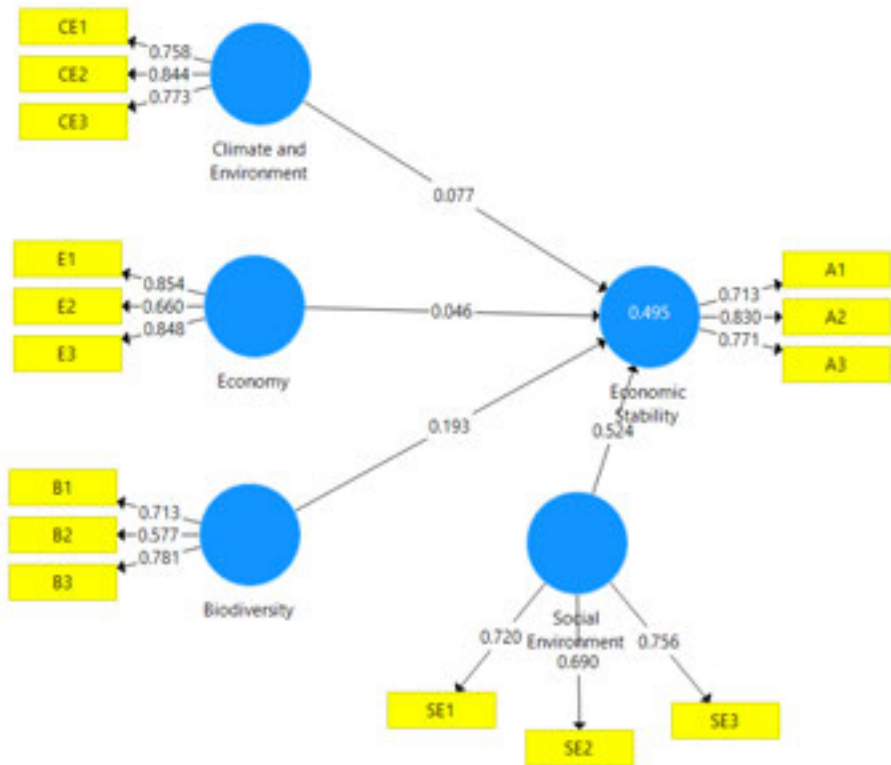 CE1
0.758
CE2
0.844
0.773
CE3
Climate and
Environment
0.077
E1
0.854
E2
0.660
0.848
E3
Economy
0.046
0.495
A1
0.713
0.830
A2
0.771
A3
Economic
Stability
0.193
0.524
B1
0.713
B2
0.577
0.781
B3
Biodiversity
Social
Environment
0.720
0.690
0.756
SE1
SE2
SE3